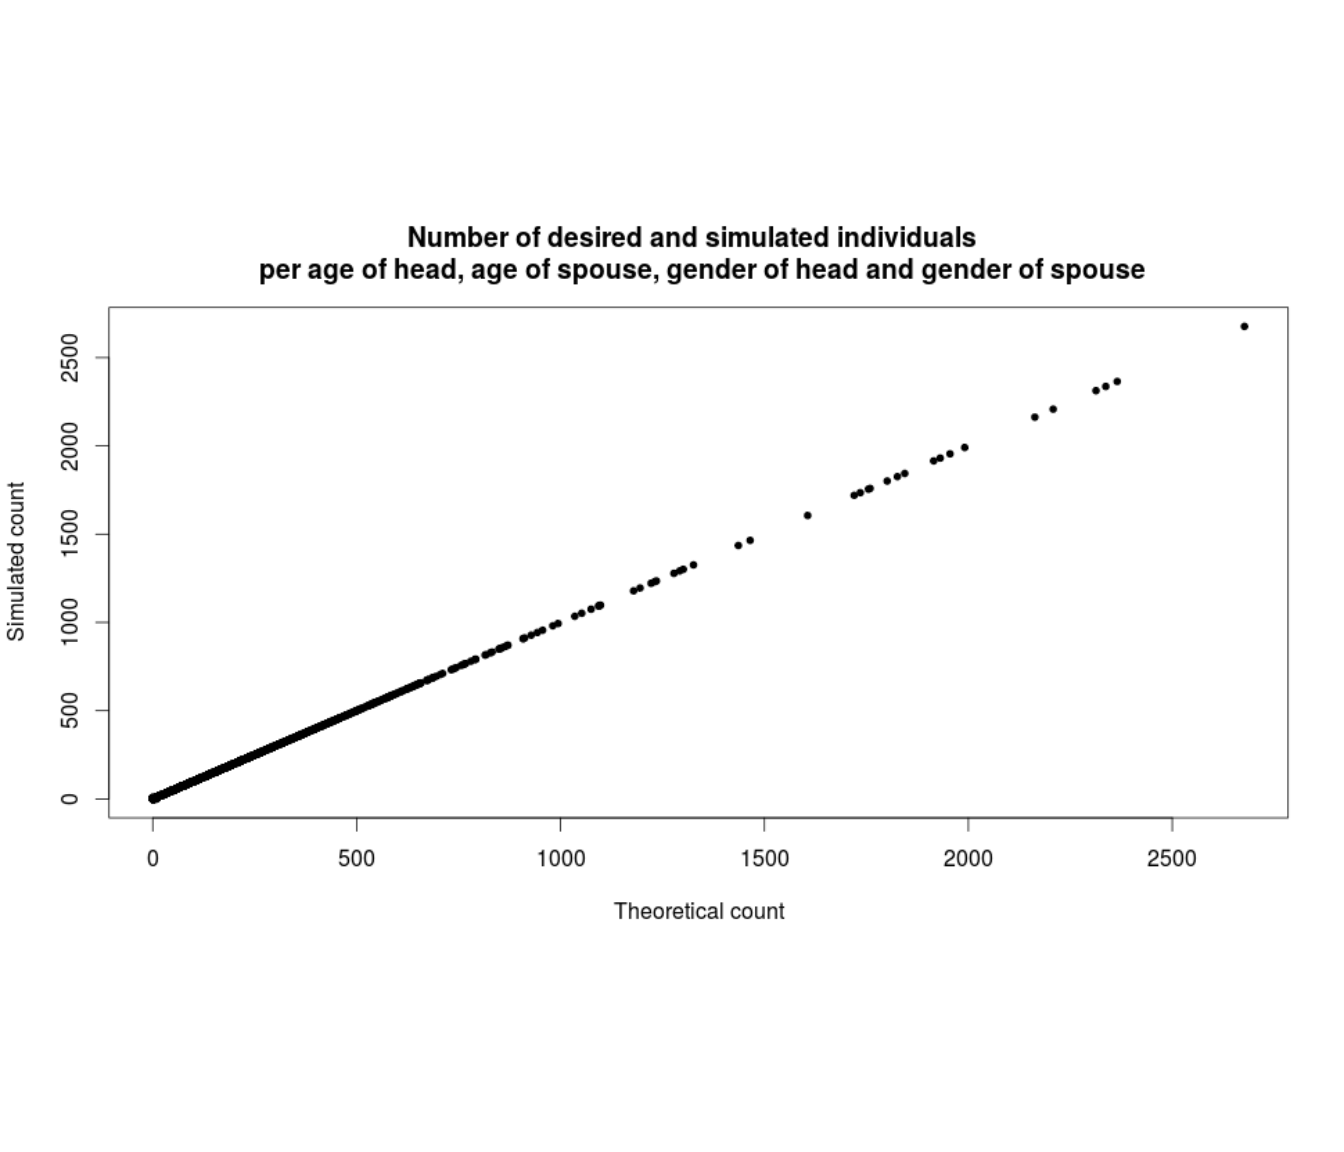 Number of desired and simulated individuals
per age of head, age of spouse, gender of head and gender of spouse
2500
2000
1500
1000
500
0
Simulated count
0 500 1000 1500 2000 2500
Theoretical count